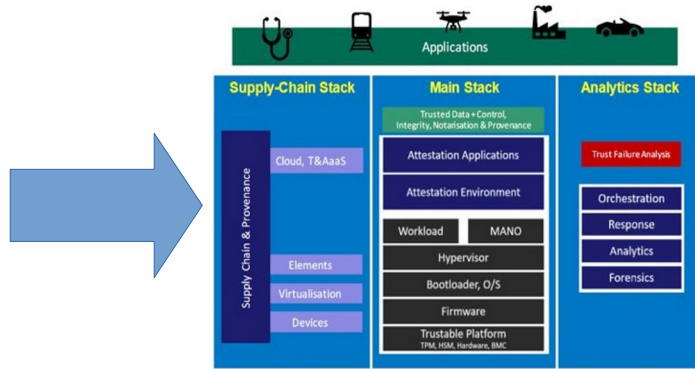 Applications
Supply-Chain Stack
Supply Chain & Provenance
Cloud, T&AaaS
Elements
Virtualisation
Devices
Main Stack
Trusted Data + Control,
Integrity, Notarisation & Provenance
Attestation Applications
Attestation Environment
Workload
MANO
Hypervisor
Bootloader, O/S
Firmware
Trustable Platform
TPM, HSM, Hardware, BMC
Analytics Stack
Trust Failure Analysis
Orchestration
Response
Analytics
Forensics